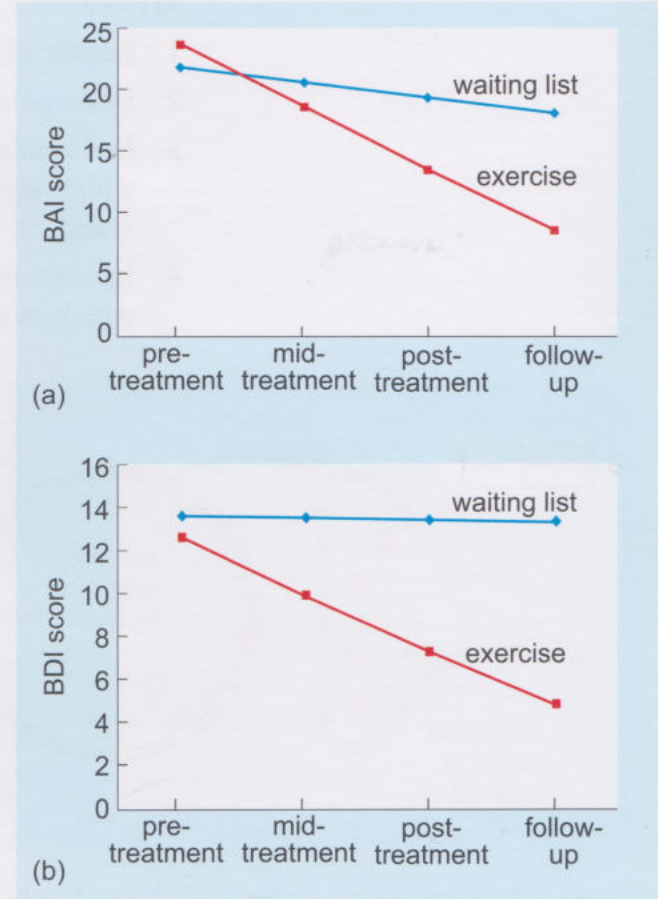 25
20
15
10
5
0
BAI score
waiting list
exercise
pre-
treatment
mid-
treatment
post-
treatment
follow-
up
(a)
16
14
12
10
8
6
4
2
0
BDI score
waiting list
exercise
pre-
treatment
mid-
treatment
post-
treatment
follow-
up
(b)